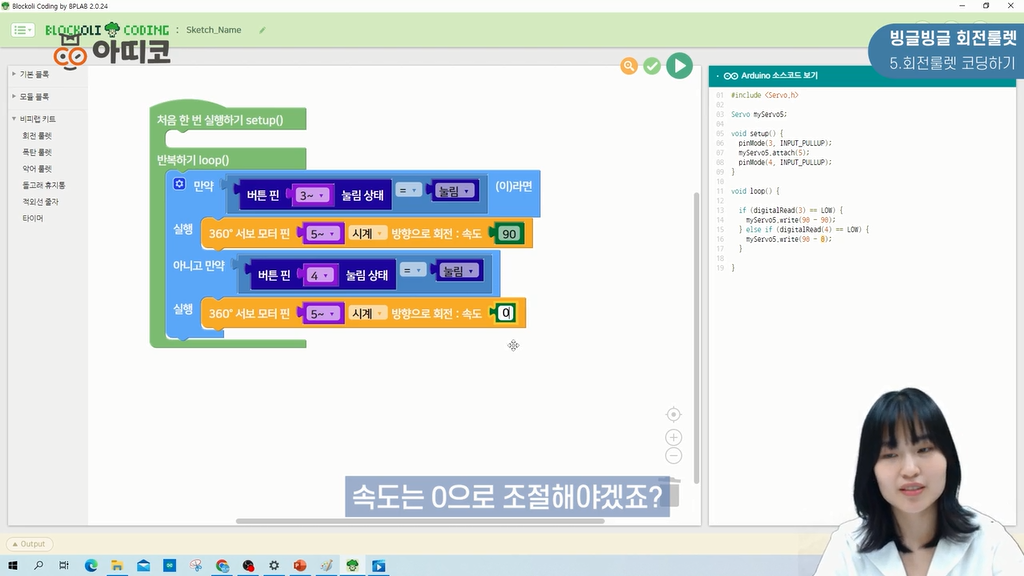 Blockoli Coding by BPLAB 2.0.24
BLOCKOLI CODING : Sketch_Name
아띠코
빙글빙글 회전룰렛
5.회전룰렛 코딩하기
기본 블록
모듈 블록
비피랩 키트
회전 룰렛
폭탄 룰렛
악어 룰렛
돌고래 휴지통
적외선 줄자
타이머
처음 한 번 실행하기 setup()
반복하기 loop()
만약 버튼 핀 3~ 눌림 상태 = 눌림 (이)라면
실행 360° 서보 모터 핀 5~ 시계 방향으로 회전 : 속도 90
아니고 만약 버튼 핀 4 눌림 상태 = 눌림
실행 360° 서보 모터 핀 5~ 시계 방향으로 회전 : 속도 0
Arduino 소스코드 보기
01 #include <Servo.h>
02
03 Servo myServo5;
04
05 void setup() {
06 pinMode(3, INPUT_PULLUP);
07 myServo5.attach(5);
08 pinMode(4, INPUT_PULLUP);
09 }
10
11 void loop() {
12
13 if (digitalRead(3) == LOW) {
14 myServo5.write(90 - 90);
15 } else if (digitalRead(4) == LOW) {
16 myServo5.write(90 - 0);
17 }
18
19 }
속도는 0으로 조절해야겠죠?
Output